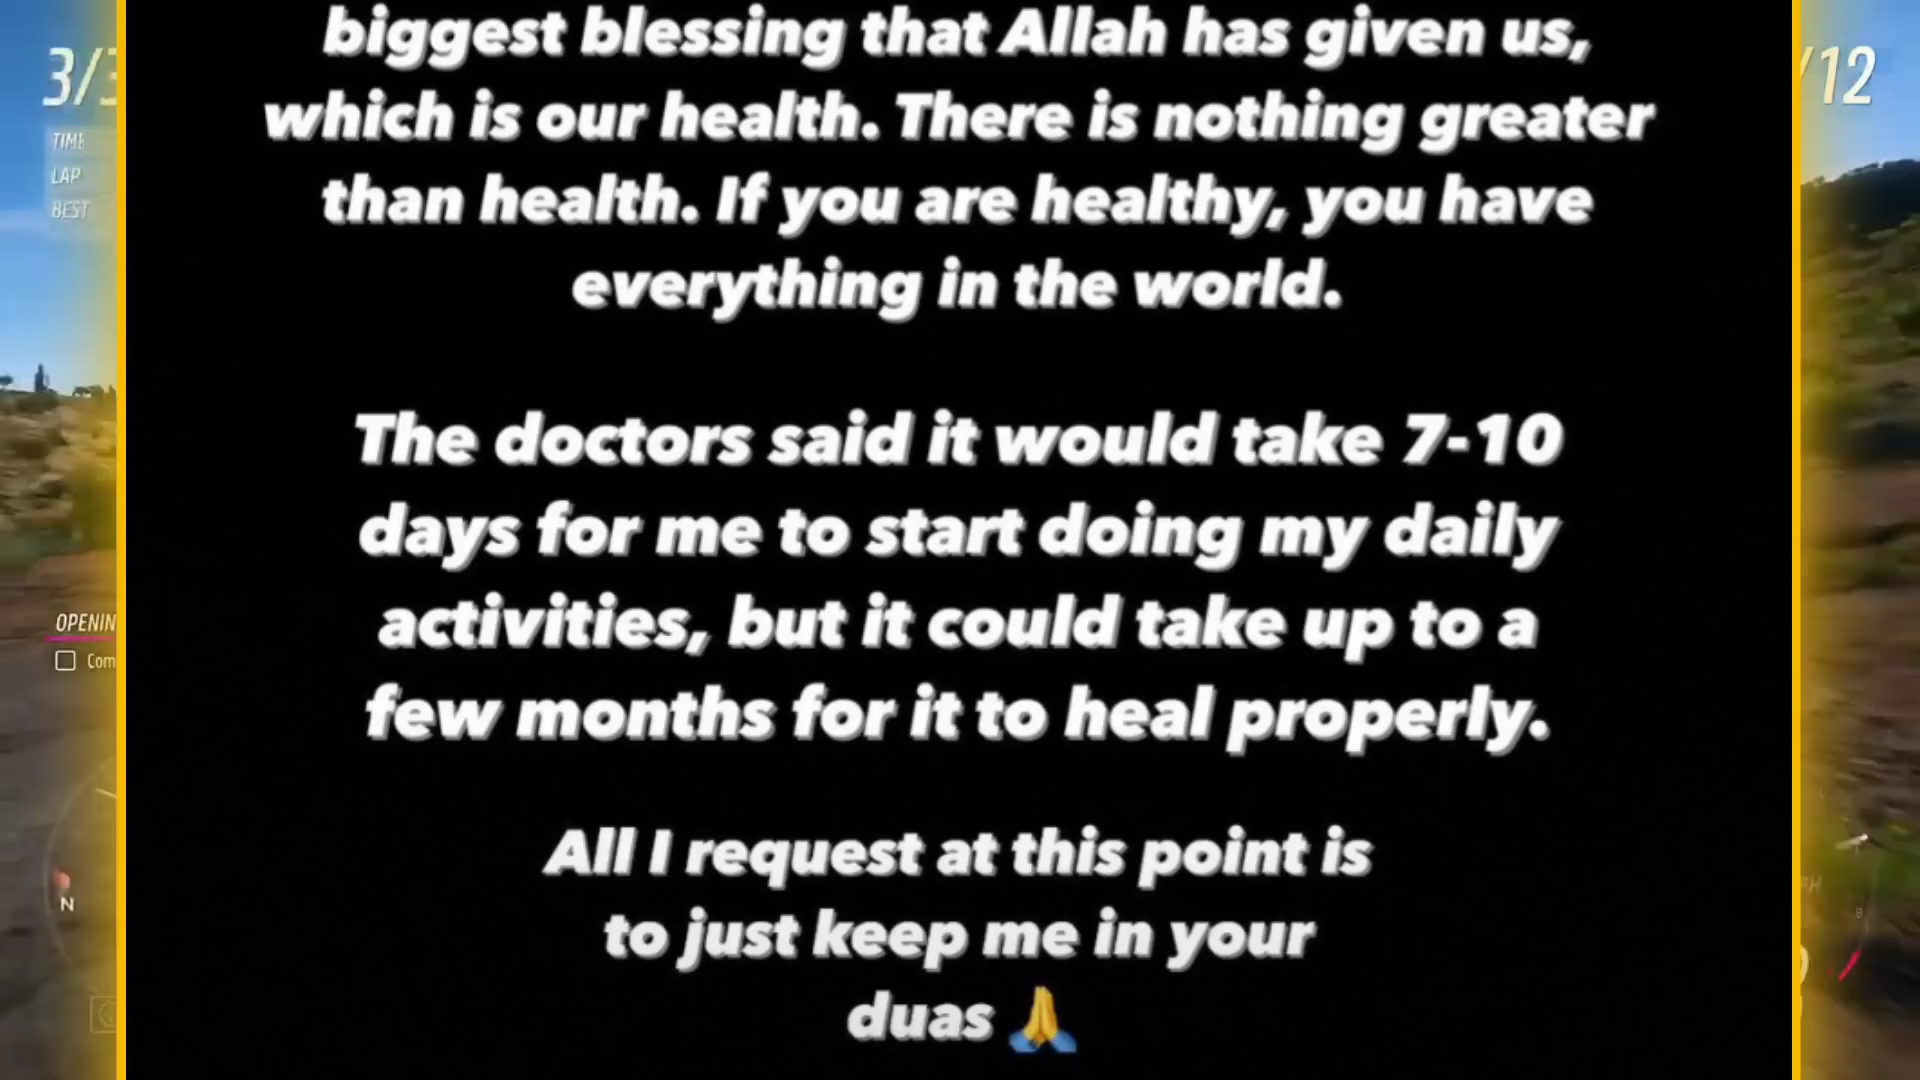 biggest blessing that Allah has given us,
which is our health. There is nothing greater
than health. If you are healthy, you have
everything in the world.
The doctors said it would take 7-10
days for me to start doing my daily
activities, but it could take up to a
few months for it to heal properly.
All I request at this point is
to just keep me in your
duas 🙏
3/3
TIME
LAP
BEST
OPENIN
Com
N
/12